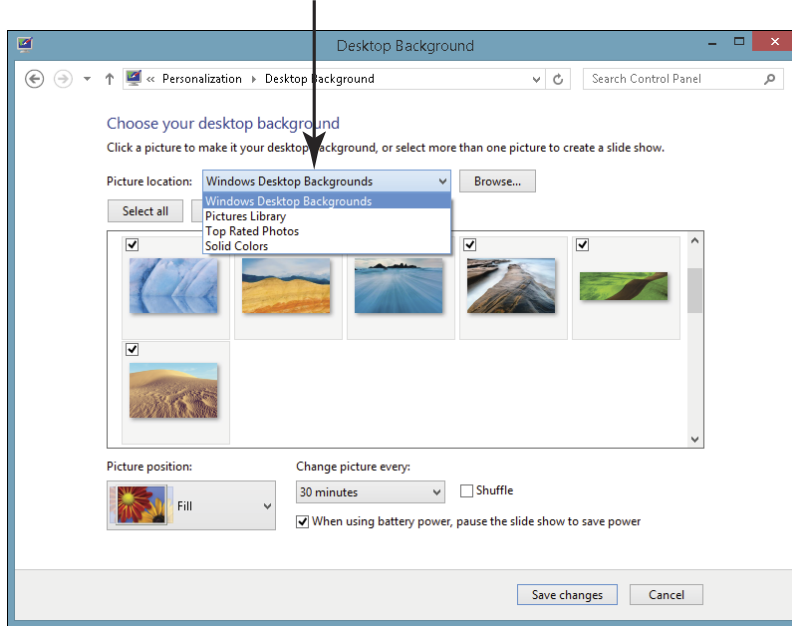 Desktop Background
« Personalization Desktop Background Search Control Panel
Choose your desktop background
Click a picture to make it your desktop background, or select more than one picture to create a slide show.
Picture location: Windows Desktop Backgrounds Browse...
Windows Desktop Backgrounds
Select all Pictures Library
Top Rated Photos
Solid Colors
Picture position: Change picture every:
Fill 30 minutes Shuffle
When using battery power, pause the slide show to save power
Save changes Cancel